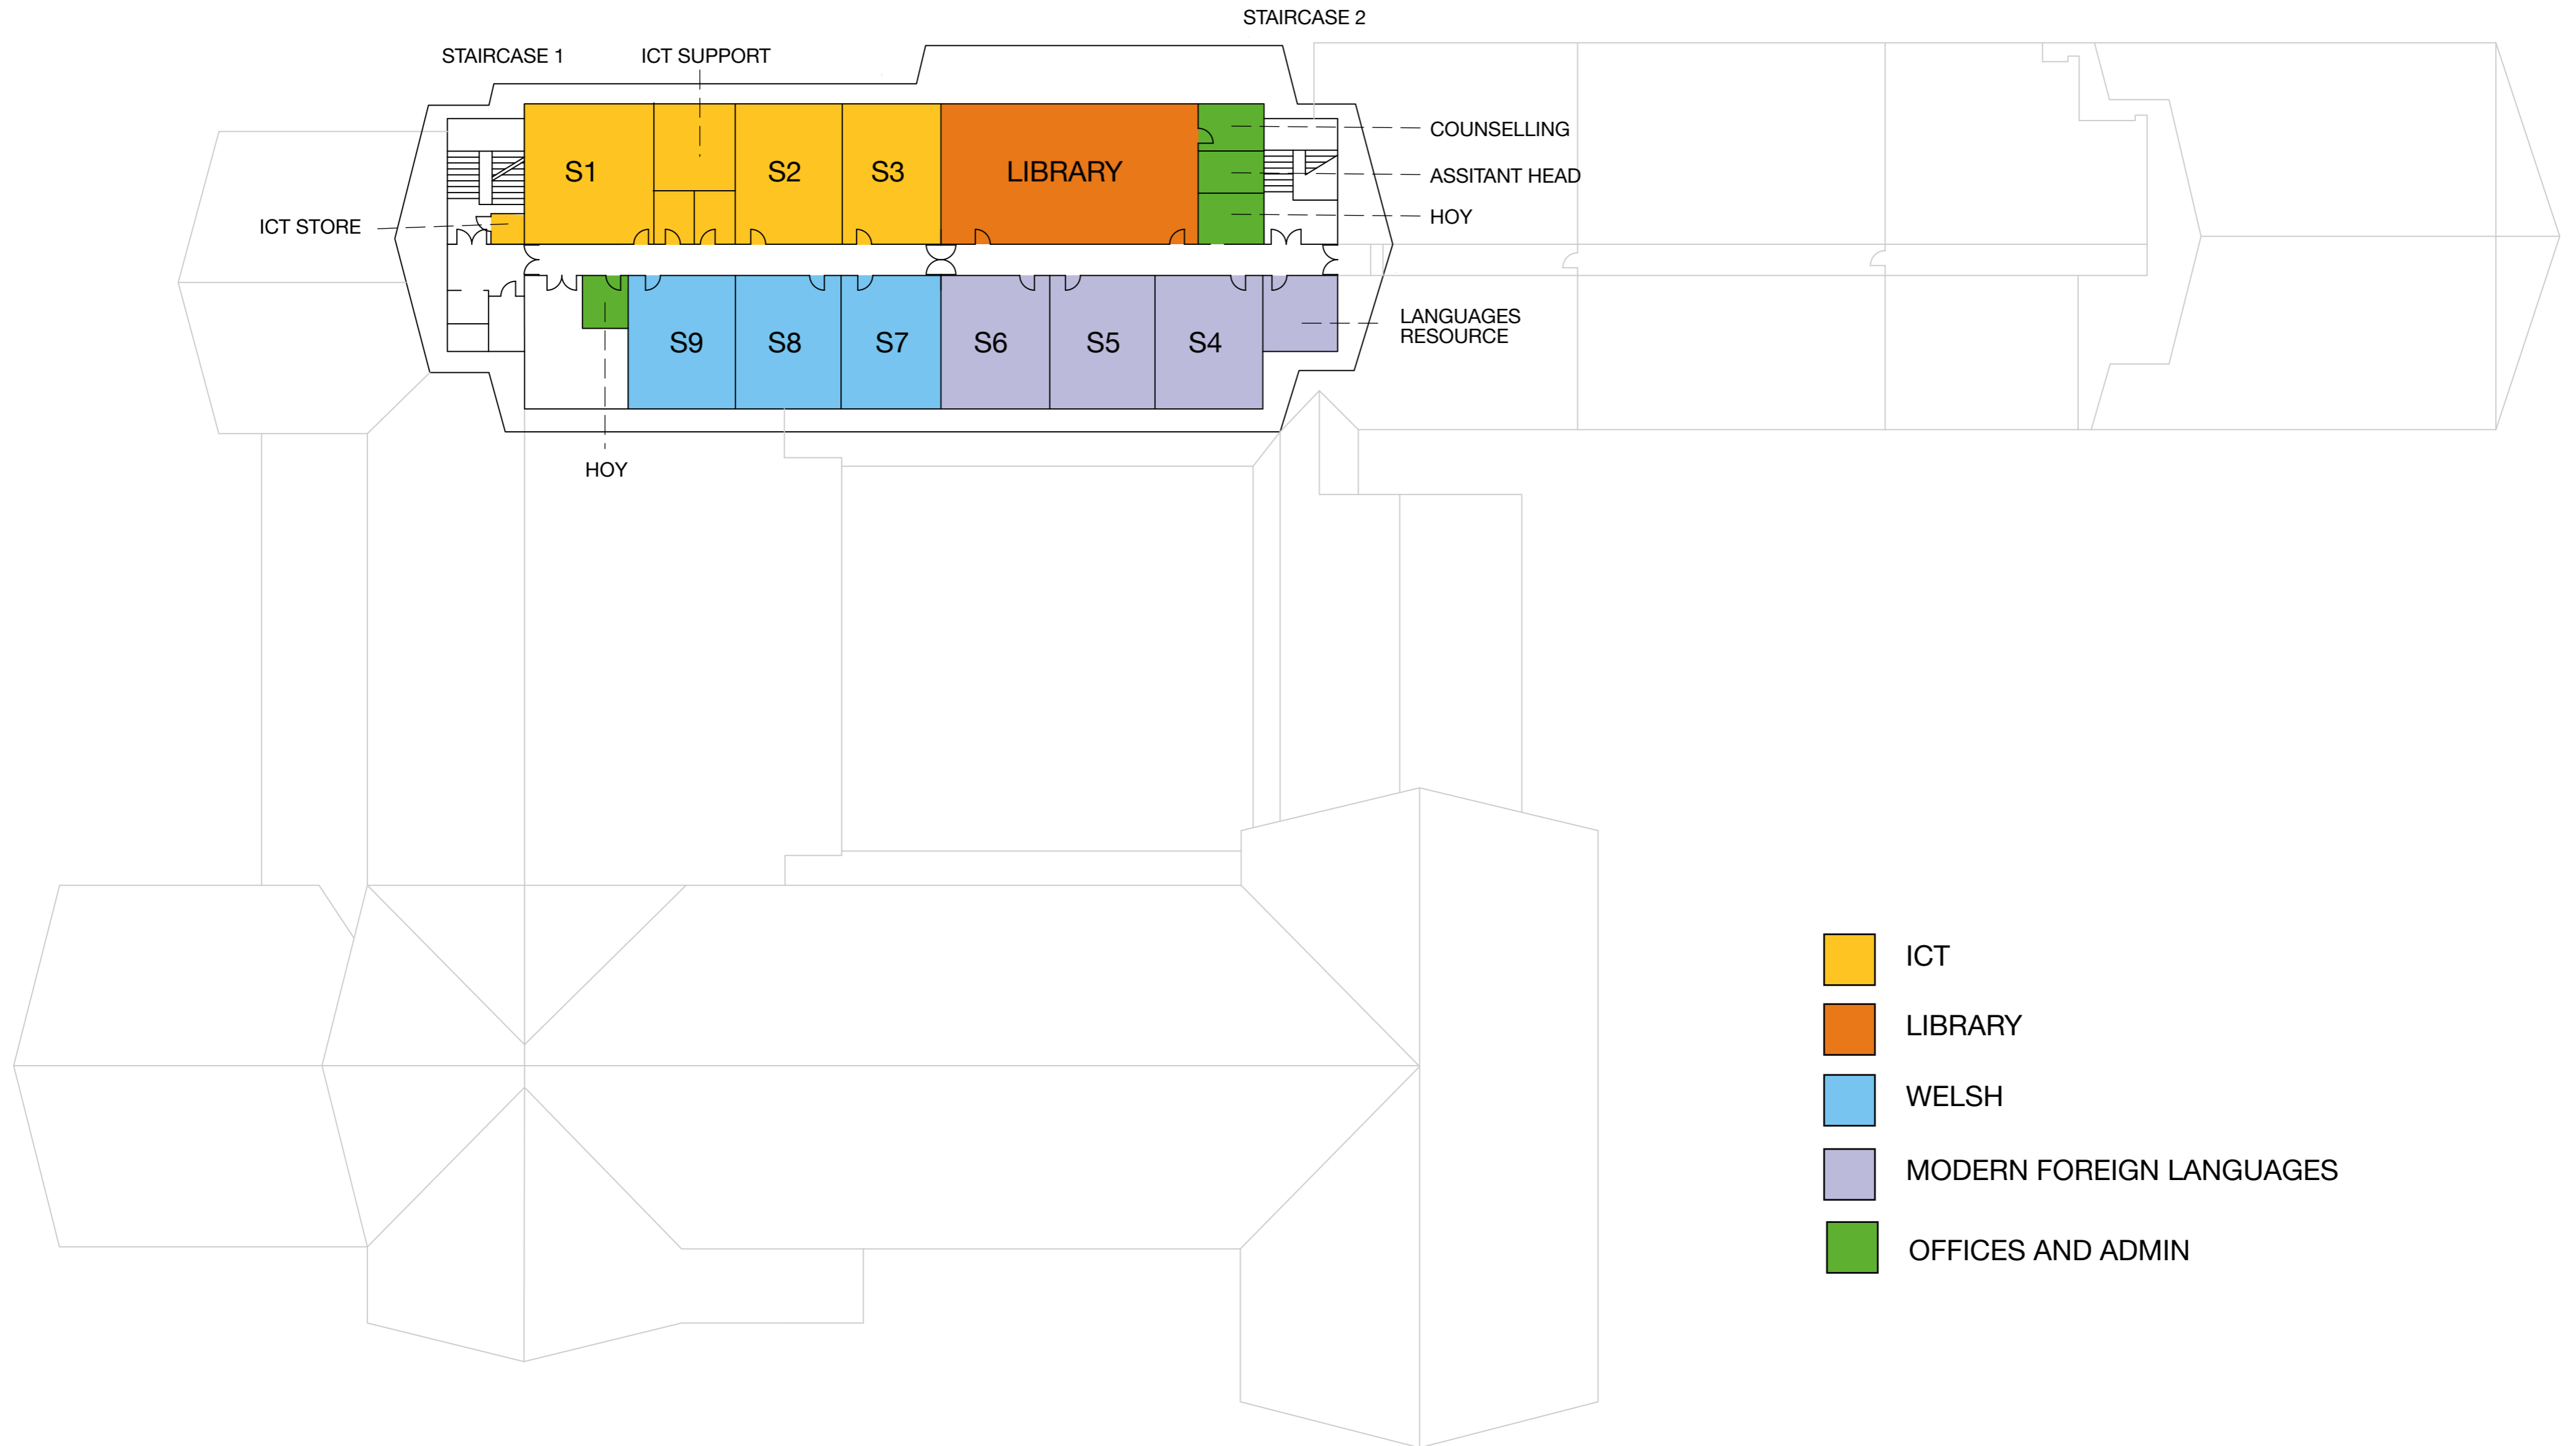 STAIRCASE 2
STAIRCASE 1
ICT SUPPORT
COUNSELLING
S1
S2
S3
LIBRARY
ASSITANT HEAD
HOY
ICT STORE
LANGUAGES
RESOURCE
S9
S8
S7
S6
S5
S4
HOY
ICT
LIBRARY
WELSH
MODERN FOREIGN LANGUAGES
OFFICES AND ADMIN